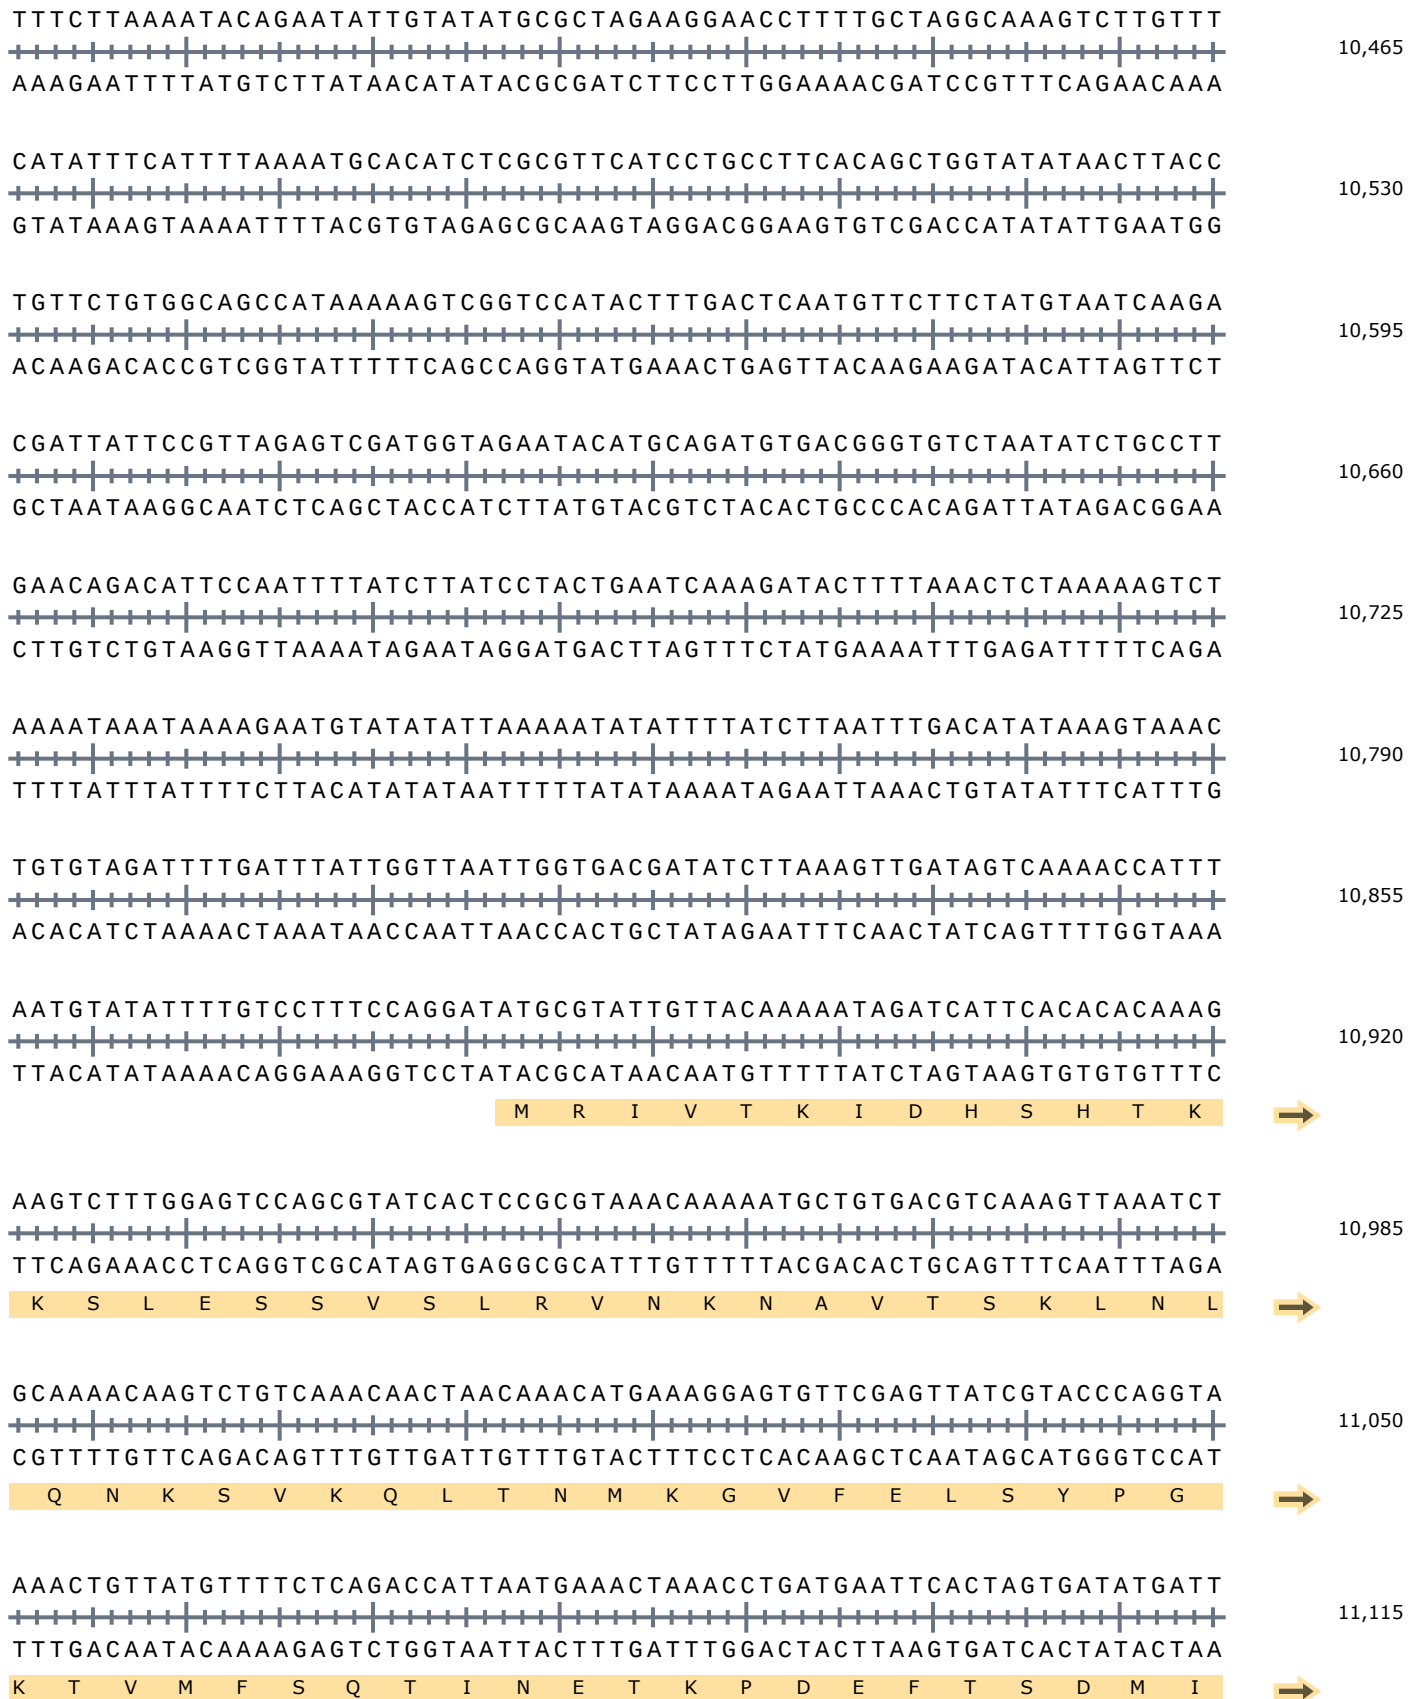 TTTCTTAAAATACAGAATATTGTATATGCGCTAGAAGGAACCTTTTGCTAGGCAAAGTCTTGTTT
10,465
AAAGAATTTTATGTCTTATAACATATACGCGATCTTCCTTGGAAAACGATCCGTTTCAGAACAAA
CATATTTCATTTTAAAATGCACATCTCGCGTTCATCCTGCCTTCACAGCTGGTATATAACTTACC
10,530
GTATAAAGTAAAATTTTACGTGTAGAGCGCAAGTAGGACGGAAGTGTCGACCATATATTGAATGG
TGTTCTGTGGCAGCCATAAAAAGTCGGTCCATACTTTGACTCAATGTTCTTCTATGTAATCAAGA
10,595
ACAAGACACCGTCGGTATTTTTCAGCCAGGTATGAAACTGAGTTACAAGAAGATACATTAGTTCT
CGATTATTCCGTTAGAGTCGATGGTAGAATACATGCAGATGTGACGGGTGTCTAATATCTGCCTT
10,660
GCTAATAAGGCAATCTCAGCTACCATCTTATGTACGTCTACACTGCCCACAGATTATAGACGGAA
GAACAGACATTCCAATTTTATCTTATCCTACTGAATCAAAGATACTTTTAAACTCTAAAAAGTCT
10,725
CTTGTCTGTAAGGTTAAAATAGAATAGGATGACTTAGTTTCTATGAAAATTTGAGATTTTTCAGA
AAAATAAATAAAAGAATGTATATATTAAAAATATATTTTATCTTAATTTGACATATAAAGTAAAC
10,790
TTTTATTTATTTTCTTACATATATAATTTTTATATAAAATAGAATTAAACTGTATATTTCATTTG
TGTGTAGATTTTGATTTATTGGTTAATTGGTGACGATATCTTAAAGTTGATAGTCAAAACCATTT
10,855
ACACATCTAAAACTAAATAACCAATTAACCACTGCTATAGAATTTCAACTATCAGTTTTGGTAAA
AATGTATATTTTGTCCTTTCCAGGATATGCGTATTGTTACAAAAATAGATCATTCACACACAAAG
10,920
TTACATATAAAACAGGAAAGGTCCTATACGCATAACAATGTTTTTATCTAGTAAGTGTGTGTTTC
M R I V T K I D H S H T K
AAGTCTTTGGAGTCCAGCGTATCACTCCGCGTAAACAAAAATGCTGTGACGTCAAAGTTAAATCT
10,985
TTCAGAAACCTCAGGTCGCATAGTGAGGCGCATTTGTTTTTACGACACTGCAGTTTCAATTTAGA
K S L E S S V S L R V N K N A V T S K L N L
GCAAAACAAGTCTGTCAAACAACTAACAAACATGAAAGGAGTGTTCGAGTTATCGTACCCAGGTA
11,050
CGTTTTGTTCAGACAGTTTGTTGATTGTTTGTACTTTCCTCACAAGCTCAATAGCATGGGTCCAT
Q N K S V K Q L T N M K G V F E L S Y P G
AAACTGTTATGTTTTCTCAGACCATTAATGAAACTAAACCTGATGAATTCACTAGTGATATGATT
11,115
TTTGACAATACAAAAGAGTCTGGTAATTACTTTGATTTGGACTACTTAAGTGATCACTATACTAA
K T V M F S Q T I N E T K P D E F T S D M I